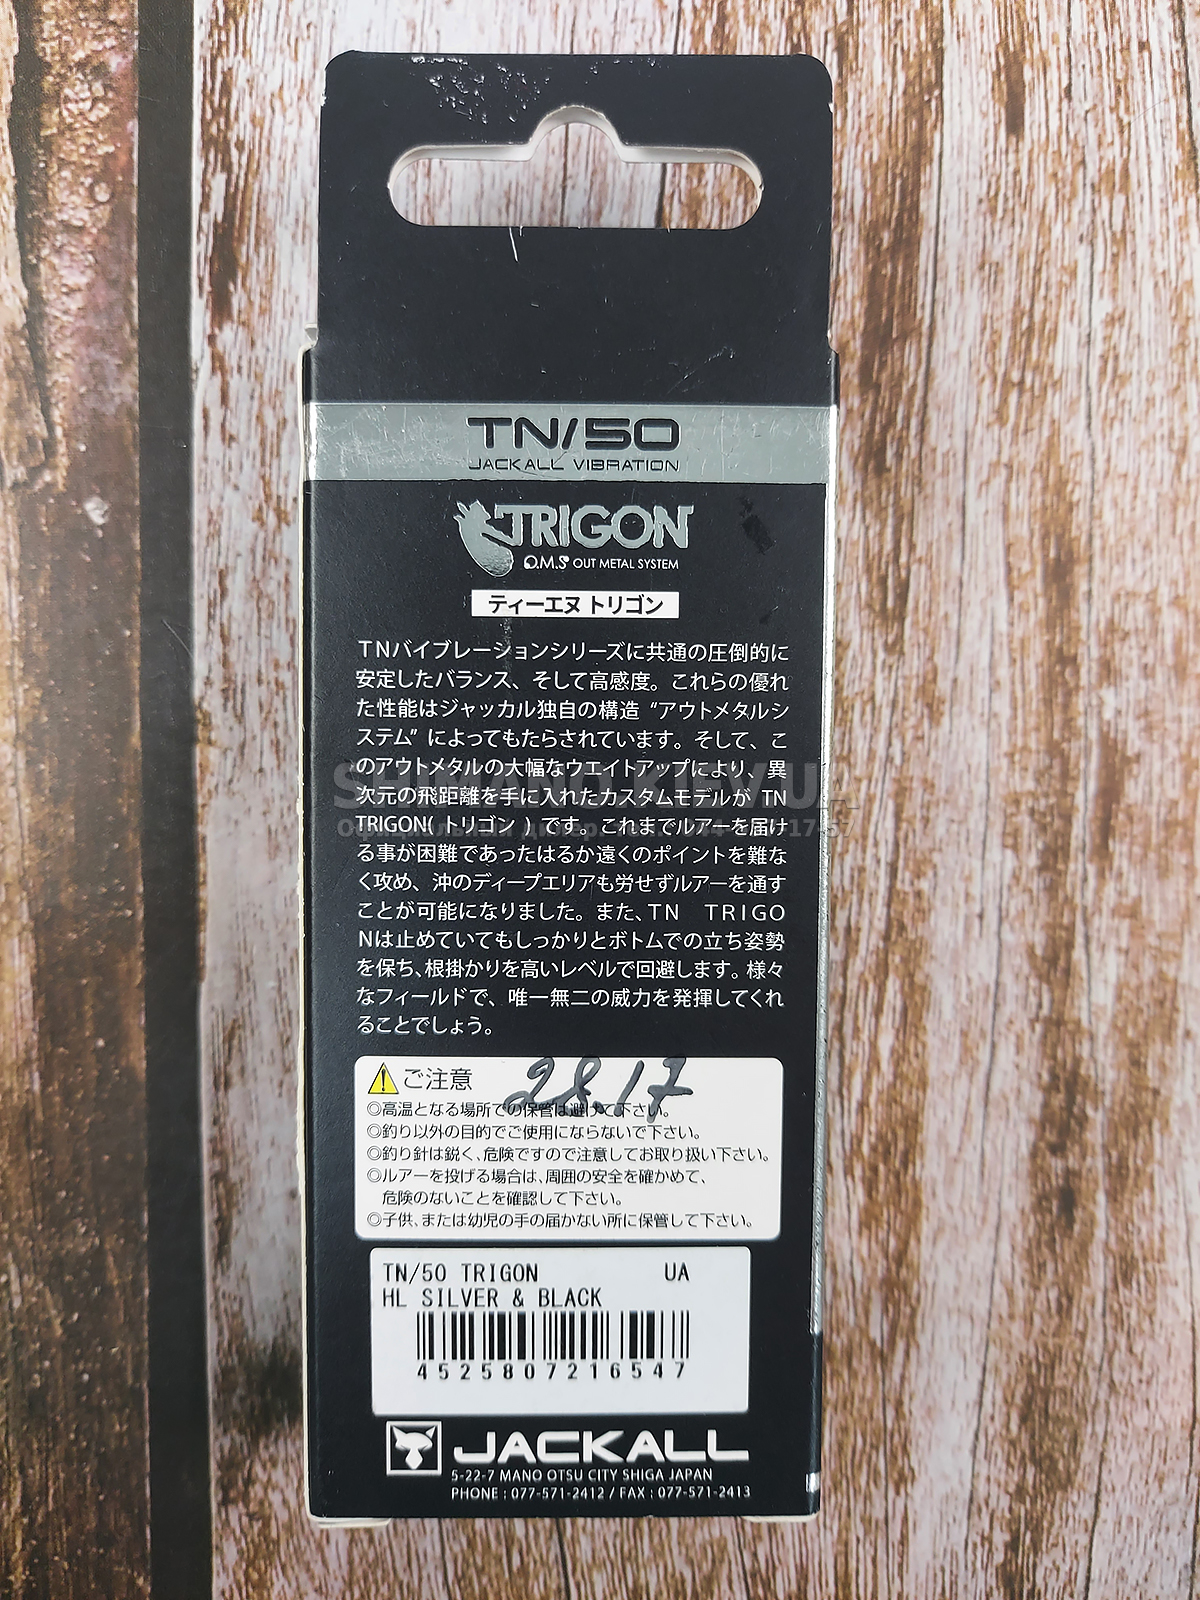 TN/50
JACKALL VIBRATION
TRIGON
O.M.S OUT METAL SYSTEM
ティーエヌ トリゴン
TNバイブレーションシリーズに共通の圧倒的に
安定したバランス、そして高感度。これらの優れ
た性能はジャッカル独自の構造“アウトメタルシ
ステム”によってもたらされています。そして、こ
のアウトメタルの大幅なウエイトアップにより、異
次元の飛距離を手に入れたカスタムモデルが TN
TRIGON( トリゴン ) です。これまでルアーを届け
る事が困難であったはるか遠くのポイントを難な
く攻め、沖のディープエリアも労せずルアーを通す
ことが可能になりました。また、TN TRIGO
Nは止めていてもしっかりとボトムでの立ち姿勢
を保ち、根掛かりを高いレベルで回避します。様々
なフィールドで、唯一無二の威力を発揮してくれ
ることでしょう。
SHIMANO.KIEV.UA
Официальный дилер.
ご注意
28.17
◎高温となる場所での保管は避けて下さい。
◎釣り以外の目的でご使用にならないで下さい。
◎釣り針は鋭く、危険ですので注意してお取り扱い下さい。
◎ルアーを投げる場合は、周囲の安全を確かめて、
危険のないことを確認して下さい。
◎子供、または幼児の手の届かない所に保管して下さい。
TN/50 TRIGON UA
HL SILVER & BLACK
4525807216547
JACKALL
5-22-7 MANO OTSU CITY SHIGA JAPAN
PHONE : 077-571-2412 / FAX : 077-571-2413